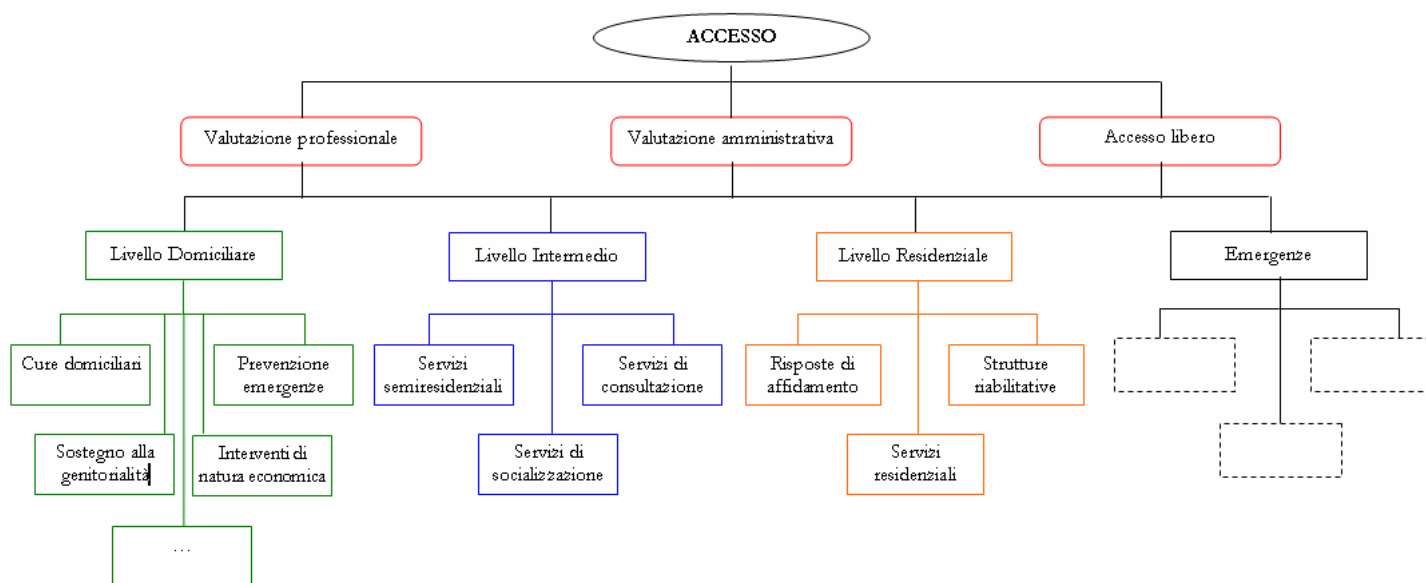 ACCESSO
Valutazione professionale
Valutazione amministrativa
Accesso libero
Livello Domiciliare
Livello Intermedio
Livello Residenziale
Emergenze
Cure domiciliari
Prevenzione
emergenze
Servizi
semiresidenziali
Servizi di
consultazione
Risposte di
affidamento
Strutture
riabilitative
Sostegno alla
genitorialità
Interventi di
natura economica
Servizi di
socializzazione
Servizi
residenziali
...